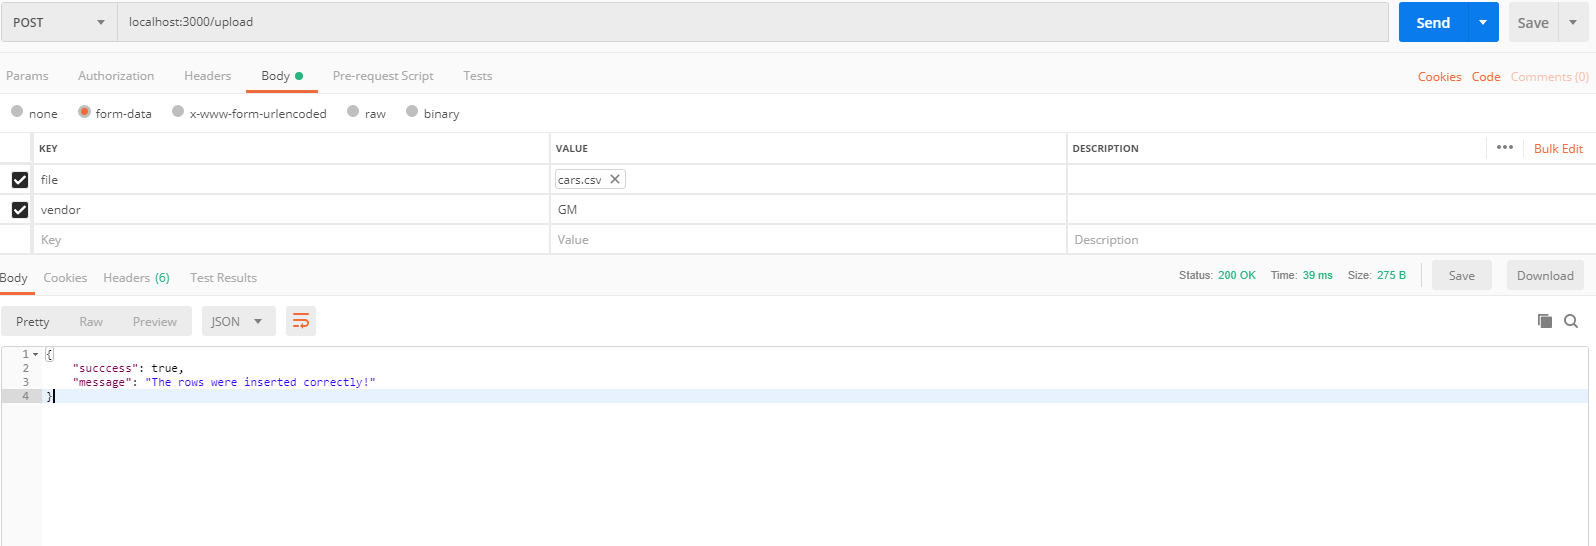 POST localhost:3000/upload Send Save
Params Authorization Headers Body Pre-request Script Tests Cookies Code Comments (0)
none form-data x-www-form-urlencoded raw binary
KEY VALUE DESCRIPTION ••• Bulk Edit
file cars.csv ✕
vendor GM
Key Value Description
Body Cookies Headers (6) Test Results Status: 200 OK Time: 39 ms Size: 275 B Save Download
Pretty Raw Preview JSON
1 {
2 "succcess": true,
3 "message": "The rows were inserted correctly!"
4 }